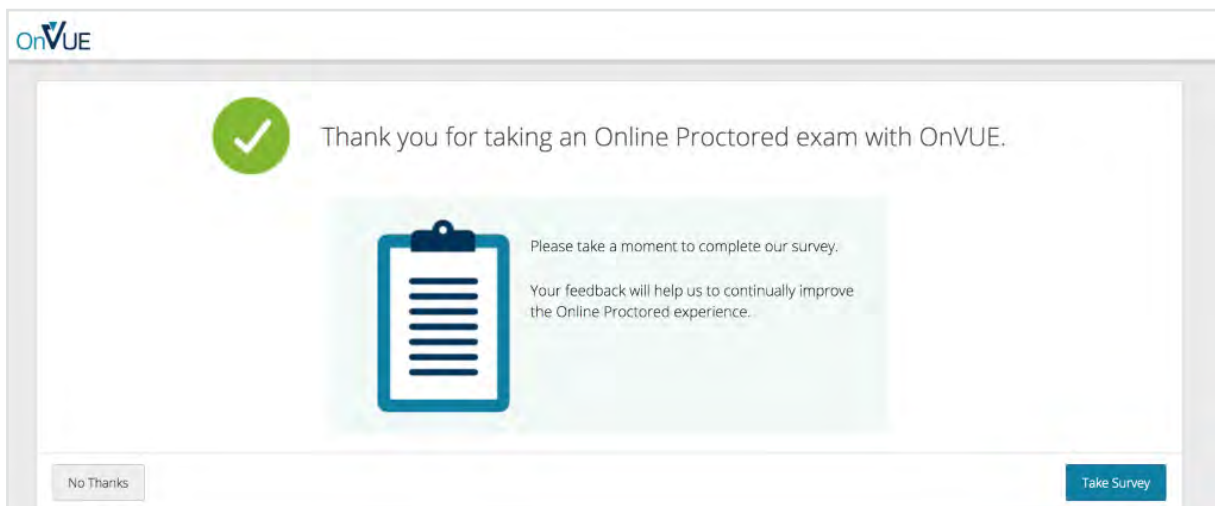 OnVUE
Thank you for taking an Online Proctored exam with OnVUE.
Please take a moment to complete our survey.
Your feedback will help us to continually improve
the Online Proctored experience.
No Thanks
Take Survey